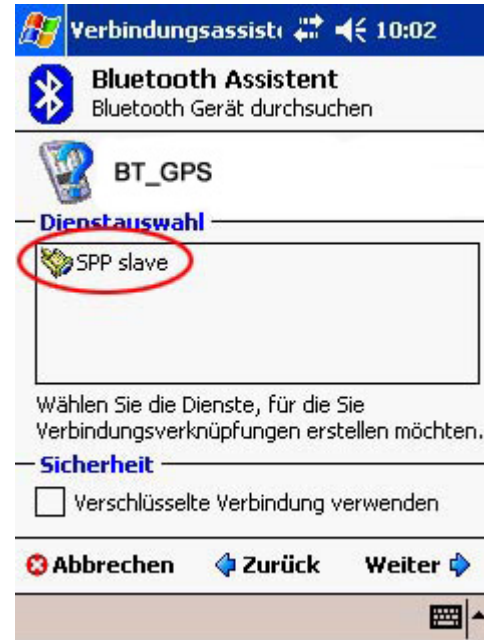 Verbindungsassist 10:02
Bluetooth Assistent
Bluetooth Gerät durchsuchen
BT_GPS
Dienstauswahl
SPP slave
Wählen Sie die Dienste, für die Sie
Verbindungsverknüpfungen erstellen möchten.
Sicherheit
Verschlüsselte Verbindung verwenden
Abbrechen Zurück Weiter